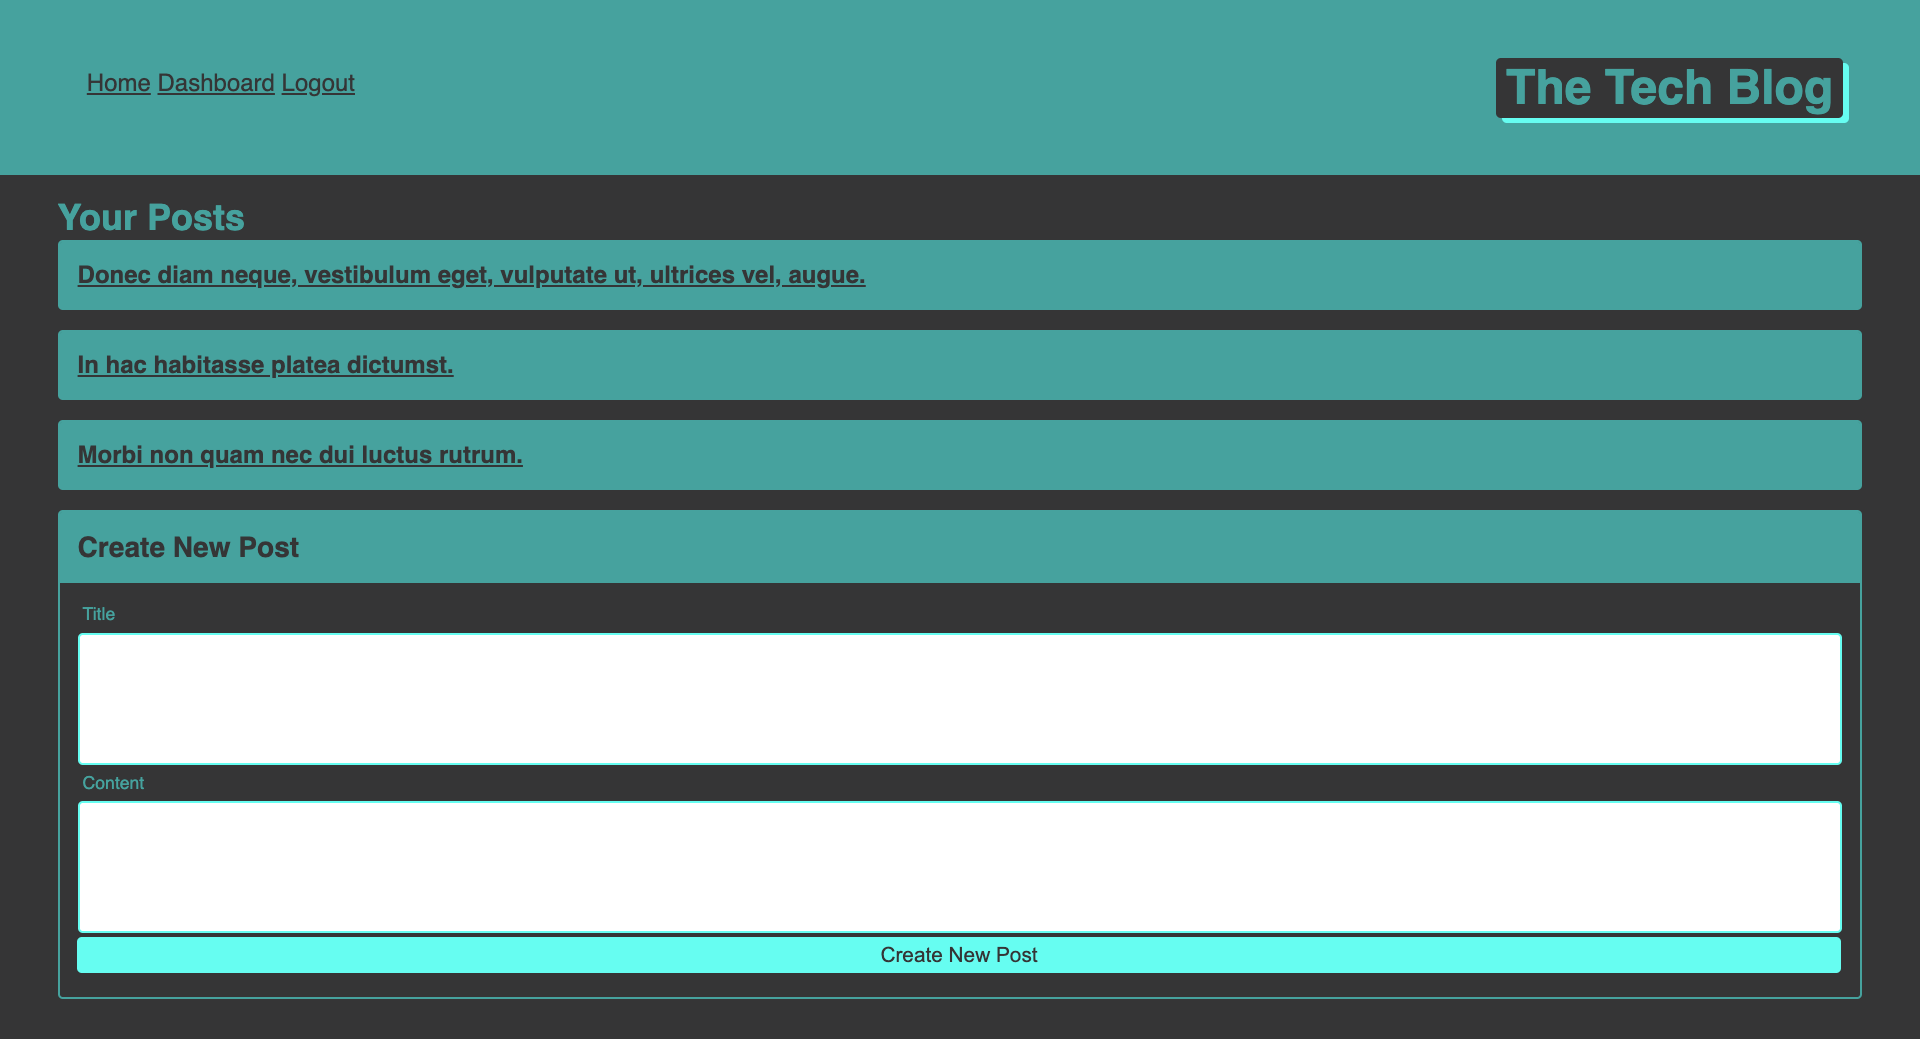 Home Dashboard Logout
The Tech Blog
Your Posts
Donec diam neque, vestibulum eget, vulputate ut, ultrices vel, augue.
In hac habitasse platea dictumst.
Morbi non quam nec dui luctus rutrum.
Create New Post
Title
Content
Create New Post